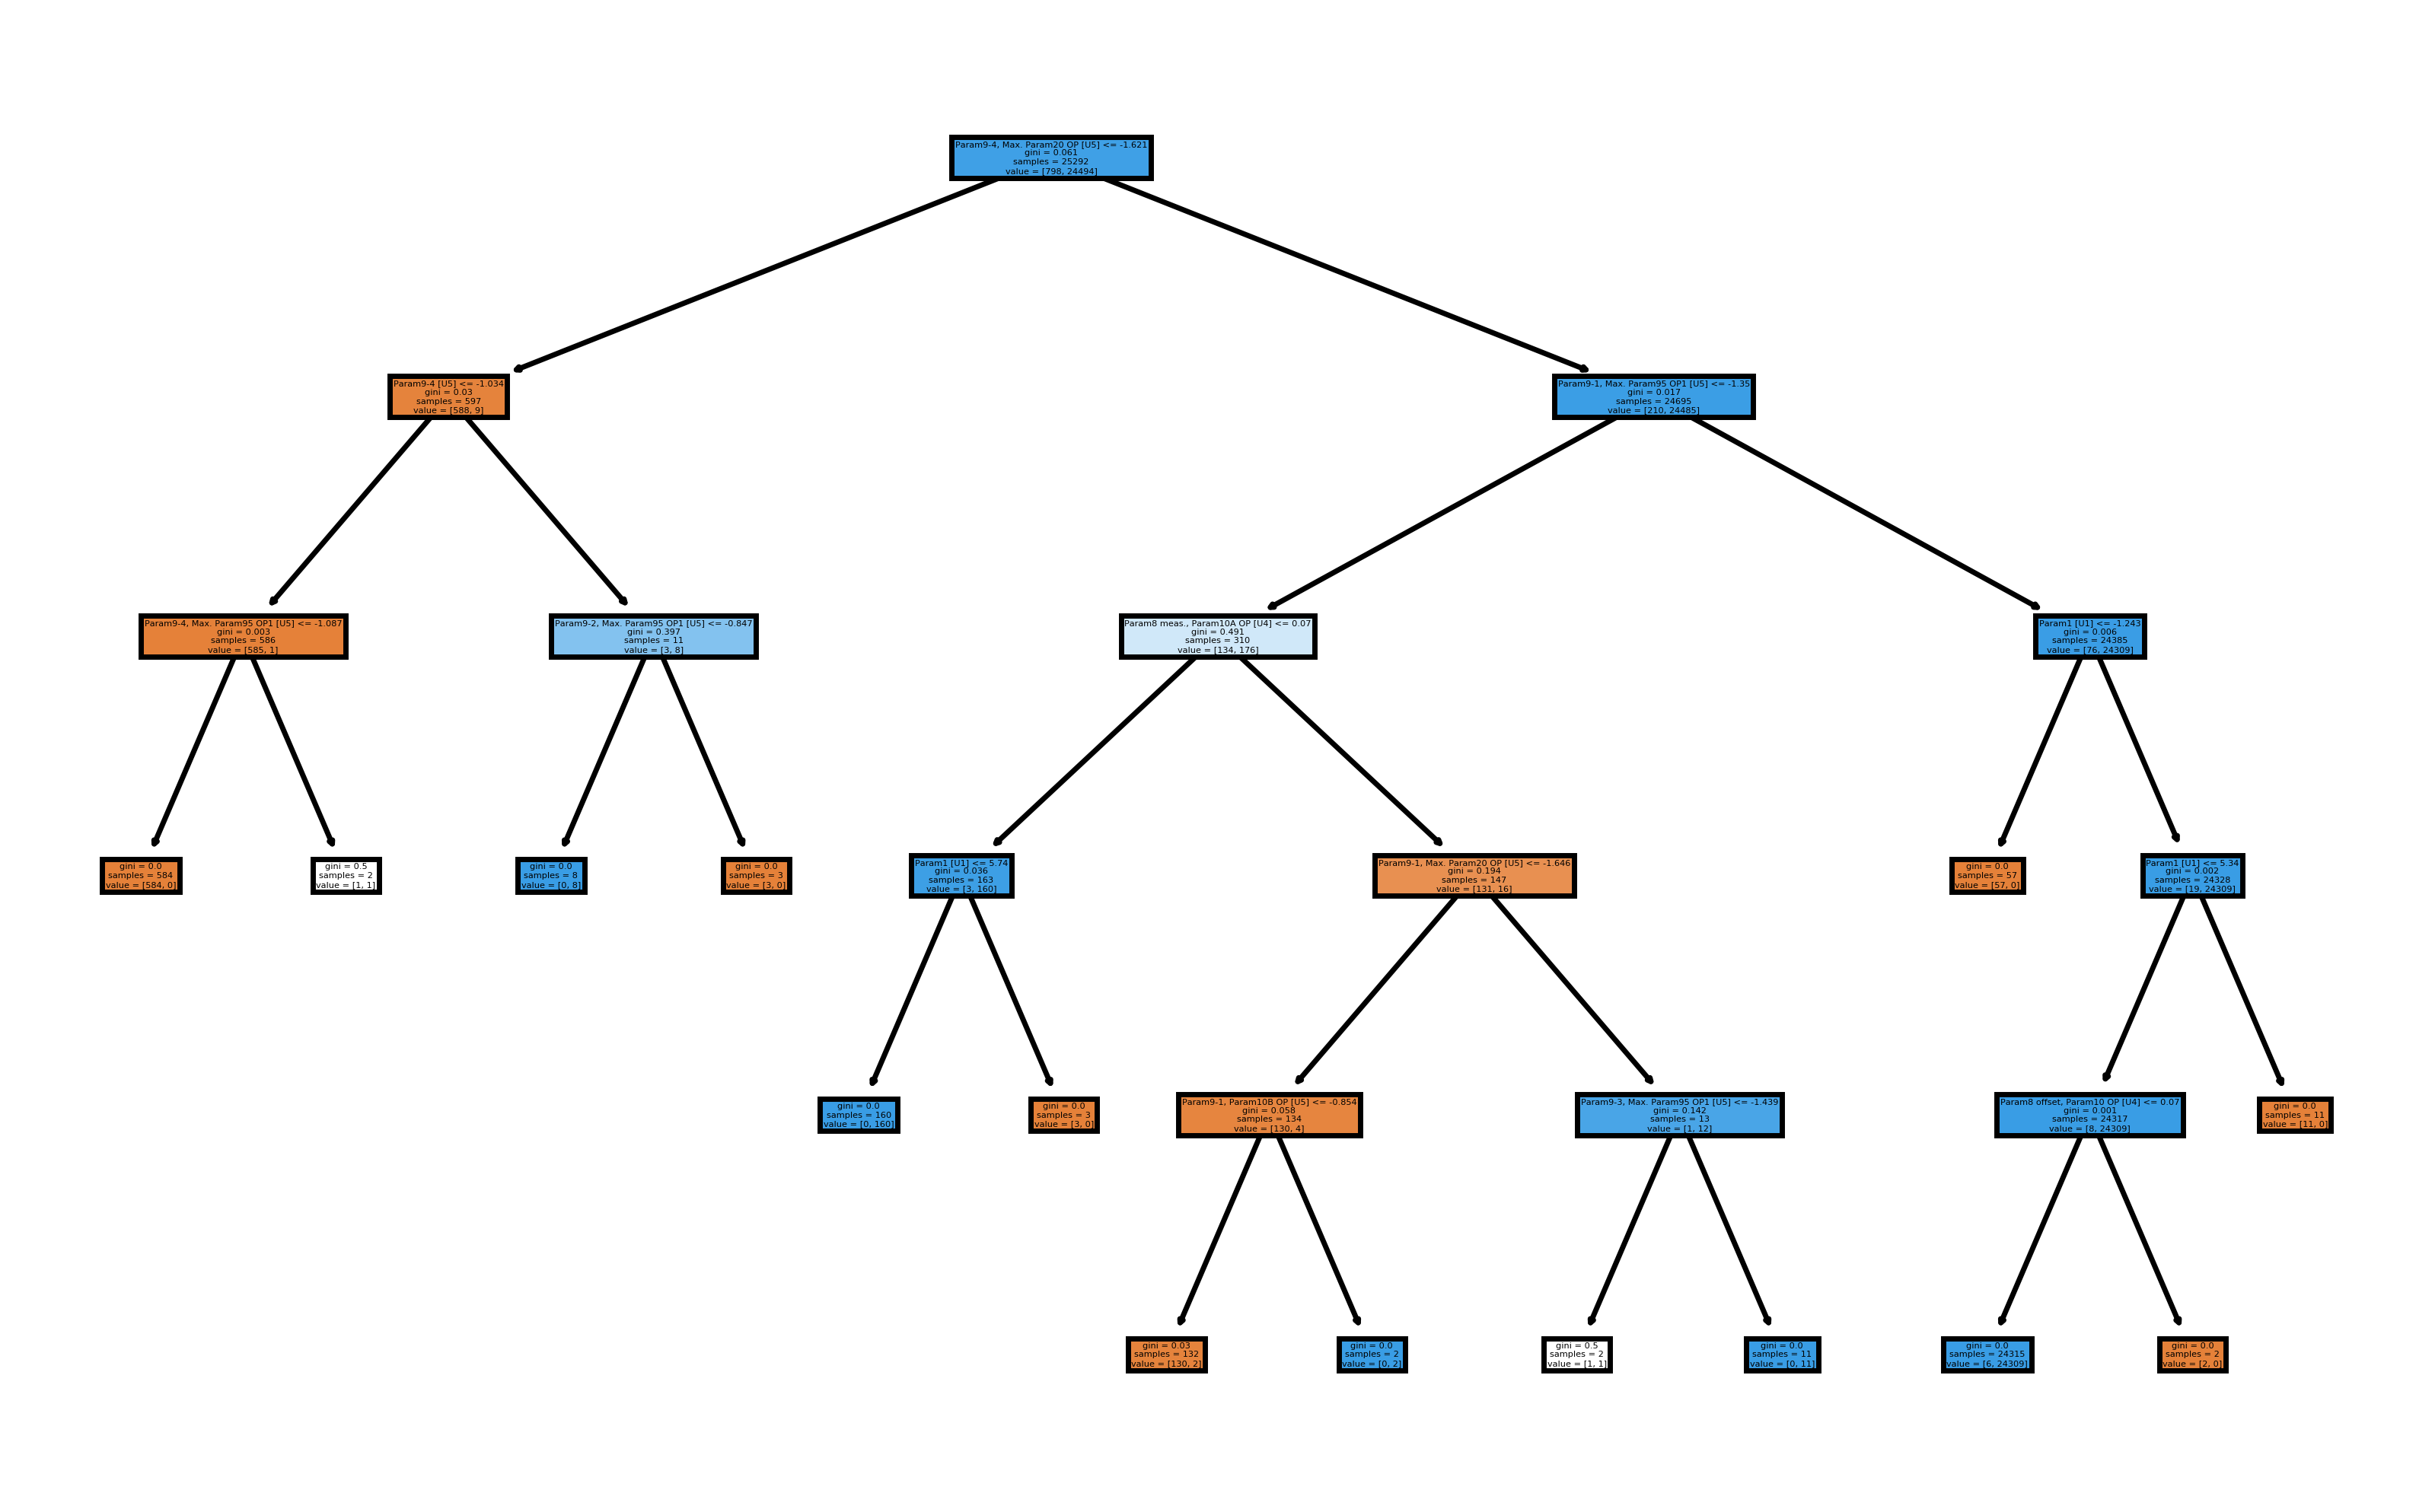 Param9-4, Max. Param20 OP [U5] <= -1.621
gini = 0.061
samples = 25292
value = [798, 24494]
Param9-4 [U5] <= -1.034
gini = 0.03
samples = 597
value = [588, 9]
Param9-1, Max. Param95 OP1 [U5] <= -1.35
gini = 0.017
samples = 24695
value = [210, 24485]
Param9-4, Max. Param95 OP1 [U5] <= -1.087
gini = 0.003
samples = 586
value = [585, 1]
Param9-2, Max. Param95 OP1 [U5] <= -0.847
gini = 0.397
samples = 11
value = [3, 8]
Param8 meas., Param10A OP [U4] <= 0.07
gini = 0.491
samples = 310
value = [134, 176]
Param1 [U1] <= -1.243
gini = 0.006
samples = 24385
value = [76, 24309]
gini = 0.0
samples = 584
value = [584, 0]
gini = 0.5
samples = 2
value = [1, 1]
gini = 0.0
samples = 8
value = [0, 8]
gini = 0.0
samples = 3
value = [3, 0]
Param1 [U1] <= 5.74
gini = 0.036
samples = 163
value = [3, 160]
Param9-1, Max. Param20 OP [U5] <= -1.646
gini = 0.194
samples = 147
value = [131, 16]
gini = 0.0
samples = 57
value = [57, 0]
Param1 [U1] <= 5.34
gini = 0.002
samples = 24328
value = [19, 24309]
gini = 0.0
samples = 160
value = [0, 160]
gini = 0.0
samples = 3
value = [3, 0]
Param9-1, Param10B OP [U5] <= -0.854
gini = 0.058
samples = 134
value = [130, 4]
Param9-3, Max. Param95 OP1 [U5] <= -1.439
gini = 0.142
samples = 13
value = [1, 12]
Param8 offset, Param10 OP [U4] <= 0.07
gini = 0.001
samples = 24317
value = [8, 24309]
gini = 0.0
samples = 11
value = [11, 0]
gini = 0.03
samples = 132
value = [130, 2]
gini = 0.0
samples = 2
value = [0, 2]
gini = 0.5
samples = 2
value = [1, 1]
gini = 0.0
samples = 11
value = [0, 11]
gini = 0.0
samples = 24315
value = [6, 24309]
gini = 0.0
samples = 2
value = [2, 0]